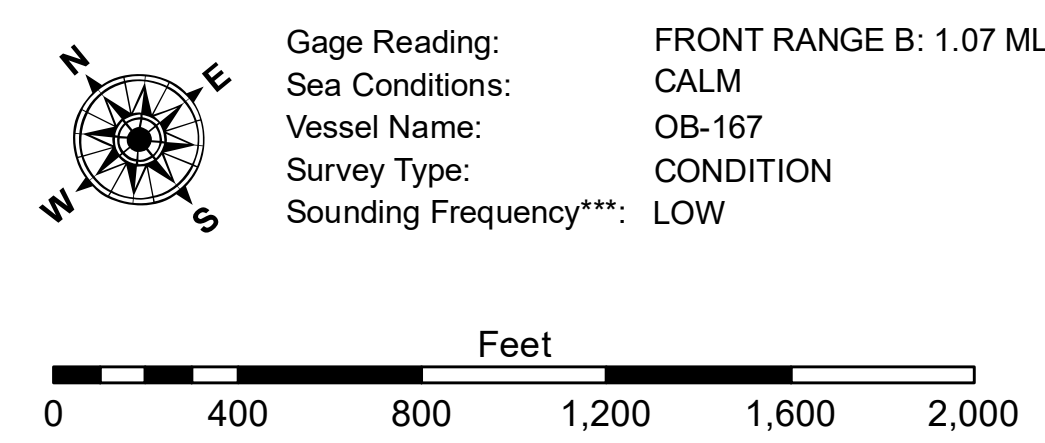 N
E
W
S
Gage Reading: FRONT RANGE B: 1.07 ML
Sea Conditions: CALM
Vessel Name: OB-167
Survey Type: CONDITION
Sounding Frequency***: LOW
Feet
0 400 800 1,200 1,600 2,000